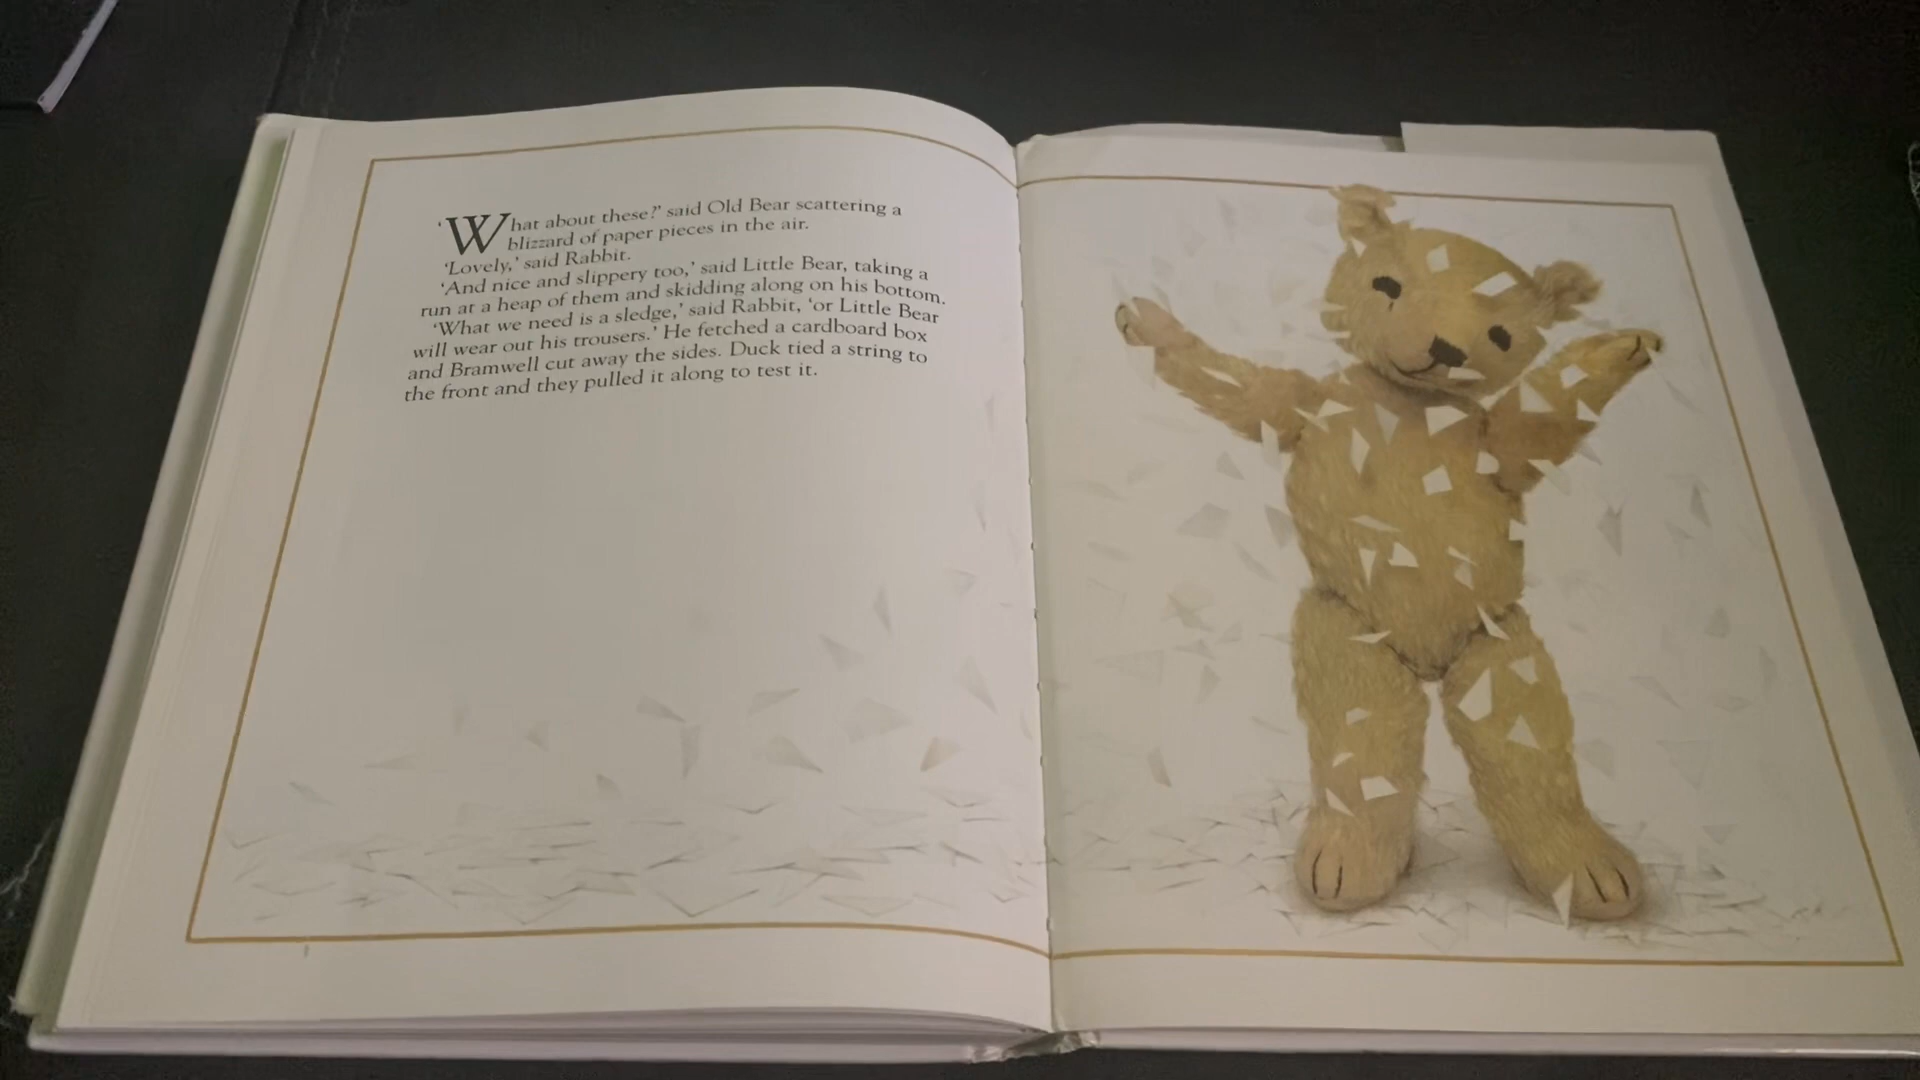 ‘What about these?’ said Old Bear scattering a
blizzard of paper pieces in the air.
‘Lovely,’ said Rabbit.
‘And nice and slippery too,’ said Little Bear, taking a
run at a heap of them and skidding along on his bottom.
‘What we need is a sledge,’ said Rabbit, ‘or Little Bear
will wear out his trousers.’ He fetched a cardboard box
and Bramwell cut away the sides. Duck tied a string to
the front and they pulled it along to test it.